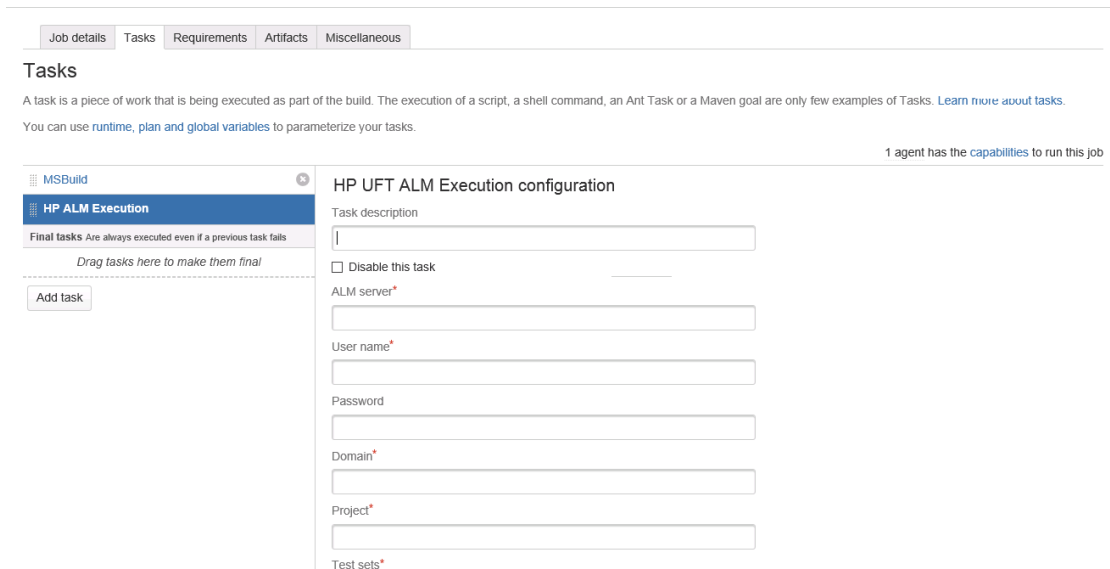 Job details Tasks Requirements Artifacts Miscellaneous
Tasks
A task is a piece of work that is being executed as part of the build. The execution of a script, a shell command, an Ant Task or a Maven goal are only few examples of Tasks. Learn more about tasks.
You can use runtime, plan and global variables to parameterize your tasks.
1 agent has the capabilities to run this job
MSBuild
HP ALM Execution
Final tasks Are always executed even if a previous task fails
Drag tasks here to make them final
Add task
HP UFT ALM Execution configuration
Task description
Disable this task
ALM server*
User name*
Password
Domain*
Project*
Test sets*